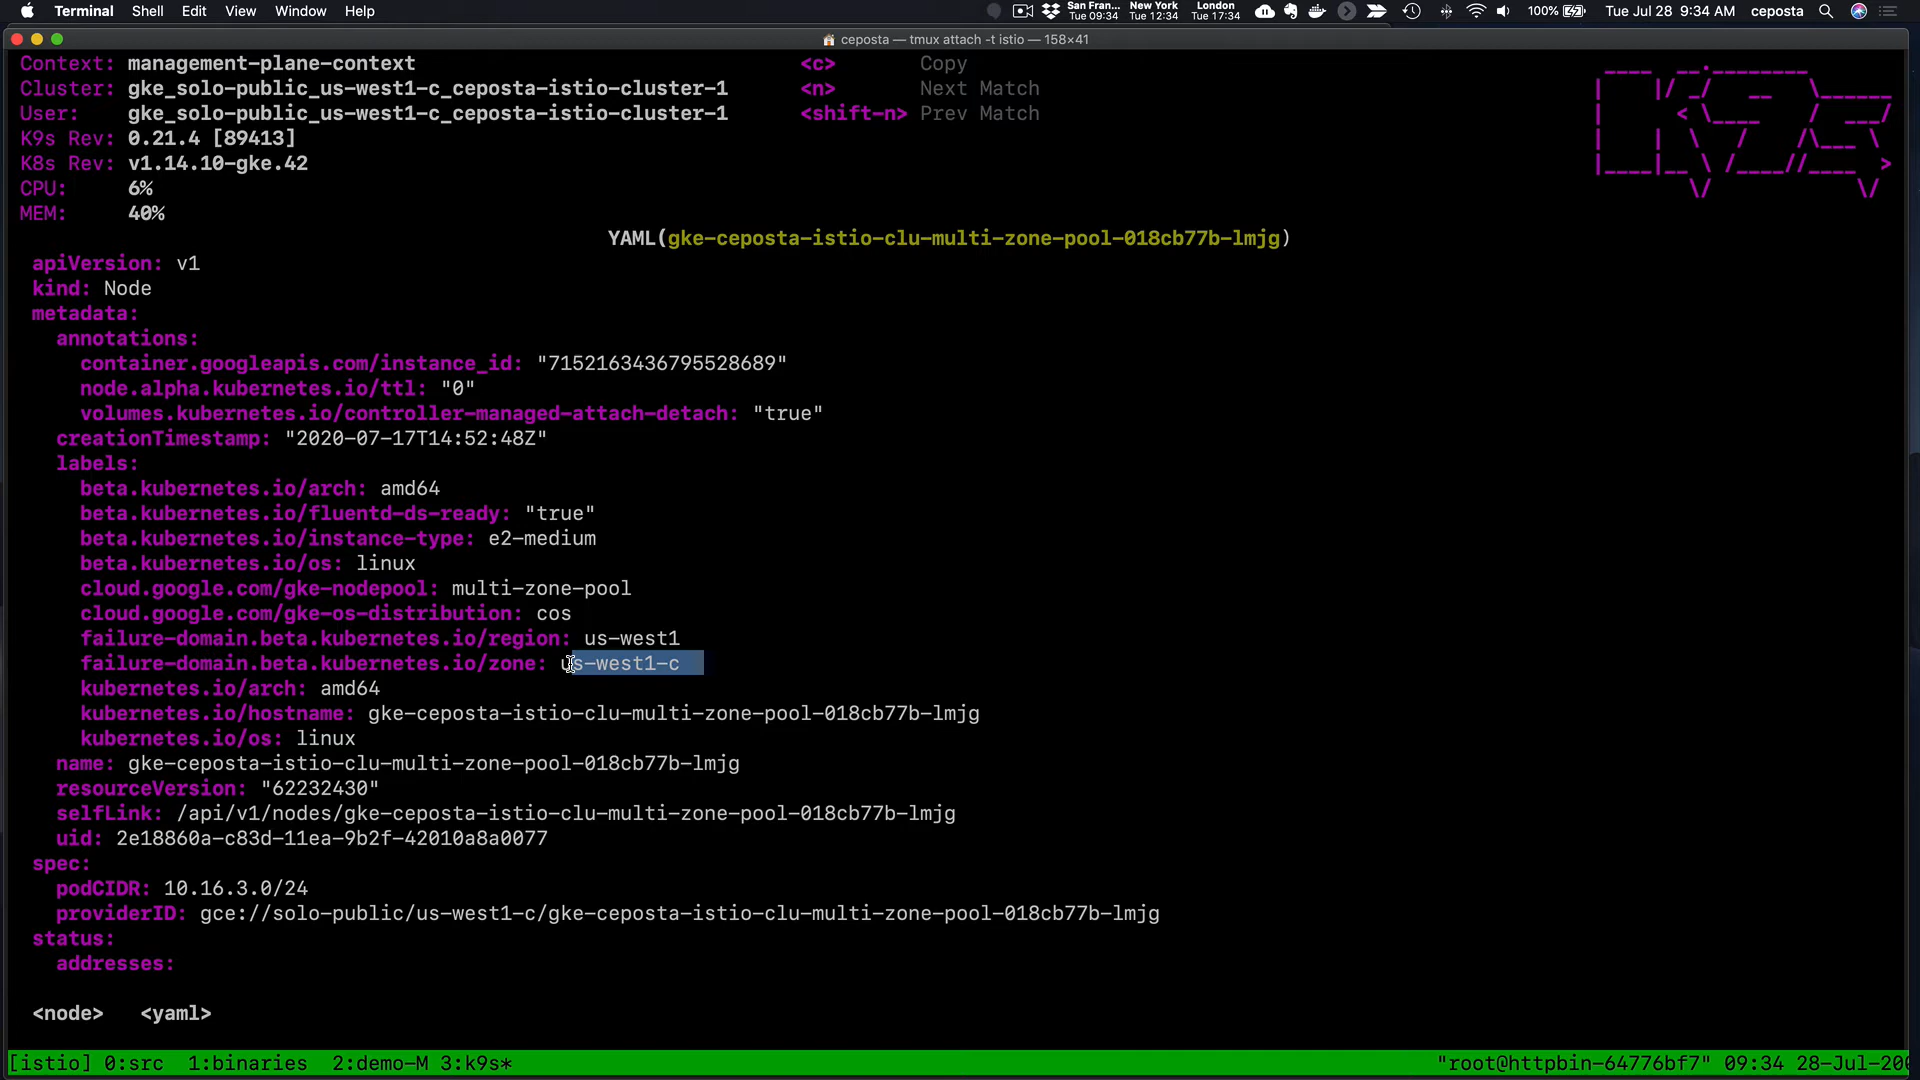 Terminal Shell Edit View Window Help San Fran... Tue 09:34 New York Tue 12:34 London Tue 17:34 100% Tue Jul 28 9:34 AM ceposta
ceposta — tmux attach -t istio — 158×41
Context: management-plane-context <c> Copy
Cluster: gke_solo-public_us-west1-c_ceposta-istio-cluster-1 <n> Next Match
User: gke_solo-public_us-west1-c_ceposta-istio-cluster-1 <shift-n> Prev Match
K9s Rev: 0.21.4 [89413]
K8s Rev: v1.14.10-gke.42
CPU: 6%
MEM: 40%
K9s
YAML(gke-ceposta-istio-clu-multi-zone-pool-018cb77b-lmjg)
apiVersion: v1
kind: Node
metadata:
annotations:
container.googleapis.com/instance_id: "7152163436795528689"
node.alpha.kubernetes.io/ttl: "0"
volumes.kubernetes.io/controller-managed-attach-detach: "true"
creationTimestamp: "2020-07-17T14:52:48Z"
labels:
beta.kubernetes.io/arch: amd64
beta.kubernetes.io/fluentd-ds-ready: "true"
beta.kubernetes.io/instance-type: e2-medium
beta.kubernetes.io/os: linux
cloud.google.com/gke-nodepool: multi-zone-pool
cloud.google.com/gke-os-distribution: cos
failure-domain.beta.kubernetes.io/region: us-west1
failure-domain.beta.kubernetes.io/zone: us-west1-c
kubernetes.io/arch: amd64
kubernetes.io/hostname: gke-ceposta-istio-clu-multi-zone-pool-018cb77b-lmjg
kubernetes.io/os: linux
name: gke-ceposta-istio-clu-multi-zone-pool-018cb77b-lmjg
resourceVersion: "62232430"
selfLink: /api/v1/nodes/gke-ceposta-istio-clu-multi-zone-pool-018cb77b-lmjg
uid: 2e18860a-c83d-11ea-9b2f-42010a8a0077
spec:
podCIDR: 10.16.3.0/24
providerID: gce://solo-public/us-west1-c/gke-ceposta-istio-clu-multi-zone-pool-018cb77b-lmjg
status:
addresses:
<node> <yaml>
[istio] 0:src 1:binaries 2:demo-M 3:k9s* "root@httpbin-64776bf7" 09:34 28-Jul-20